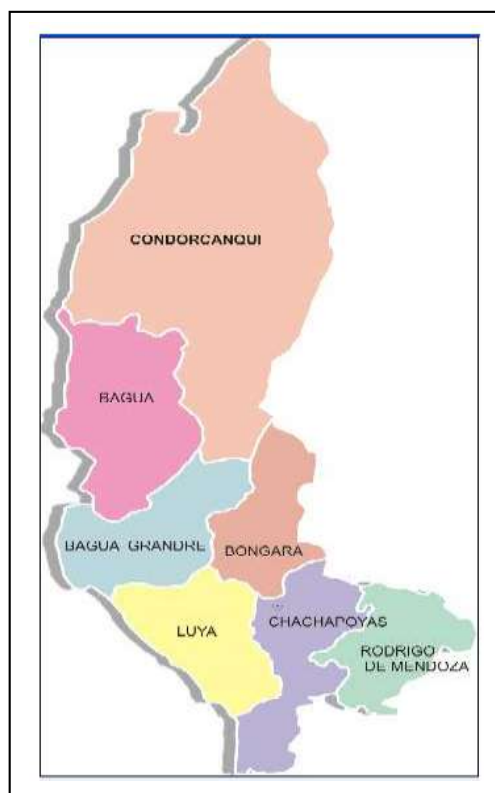 CONDORCANQUI
BAGUA
BAGUA GRANDRE
BONGARA
LUYA
CHACHAPOYAS
RODRIGO
DE MENDOZA